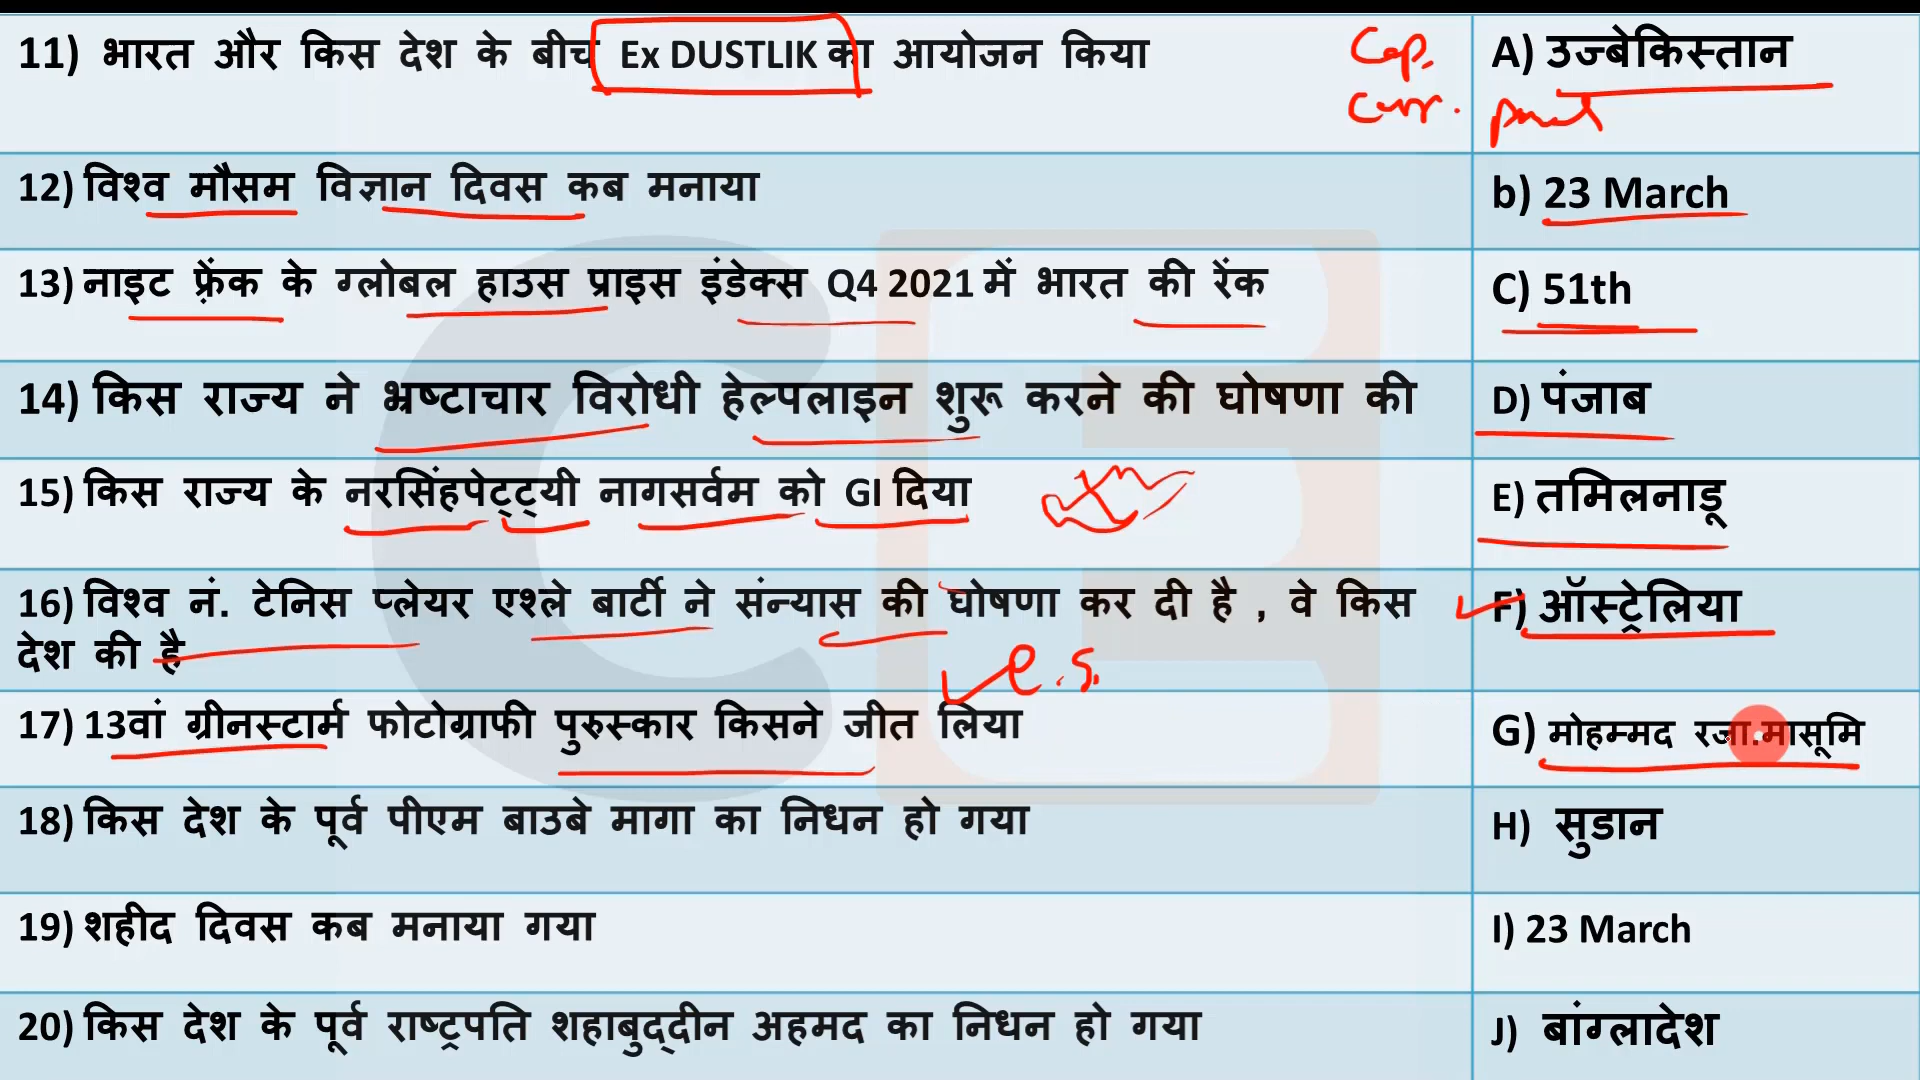 11) भारत और किस देश के बीच Ex DUSTLIK का आयोजन किया
Cap.
Curr.
A) उज्बेकिस्तान
12) विश्व मौसम विज्ञान दिवस कब मनाया
b) 23 March
13) नाइट फ्रेंक के ग्लोबल हाउस प्राइस इंडेक्स Q4 2021 में भारत की रेंक
C) 51th
14) किस राज्य ने भ्रष्टाचार विरोधी हेल्पलाइन शुरू करने की घोषणा की
D) पंजाब
15) किस राज्य के नरसिंहपेट्ट्यी नागसर्वम को GI दिया
E) तमिलनाडू
16) विश्व नं. टेनिस प्लेयर एश्ले बार्टी ने संन्यास की घोषणा कर दी है , वे किस
देश की है
F) ऑस्ट्रेलिया
e.s.
17) 13वां ग्रीनस्टार्म फोटोग्राफी पुरुस्कार किसने जीत लिया
G) मोहम्मद रजा.मासूमि
18) किस देश के पूर्व पीएम बाउबे मागा का निधन हो गया
H) सुडान
19) शहीद दिवस कब मनाया गया
I) 23 March
20) किस देश के पूर्व राष्ट्रपति शहाबुद्दीन अहमद का निधन हो गया
J) बांग्लादेश